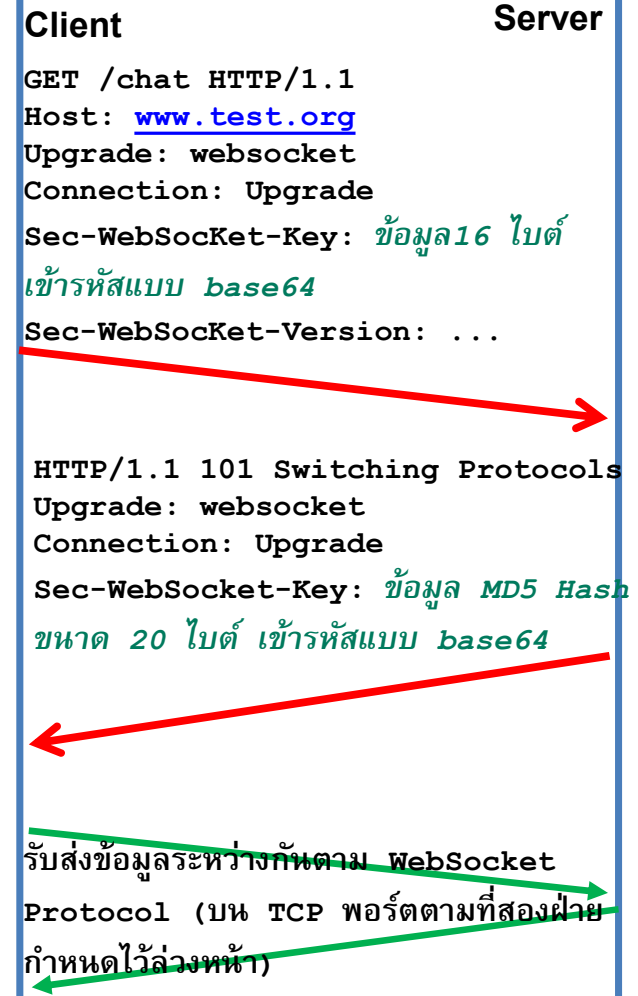 Client Server
GET /chat HTTP/1.1
Host: www.test.org
Upgrade: websocket
Connection: Upgrade
Sec-WebSocKet-Key: ข้อมูล16 ไบต์
เข้ารหัสแบบ base64
Sec-WebSocKet-Version: ...
HTTP/1.1 101 Switching Protocols
Upgrade: websocket
Connection: Upgrade
Sec-WebSocket-Key: ข้อมูล MD5 Hash
ขนาด 20 ไบต์ เข้ารหัสแบบ base64
รับส่งข้อมูลระหว่างกันตาม WebSocket
Protocol (บน TCP พอร์ตตามที่สองฝ่าย
กำหนดไว้ล่วงหน้า)